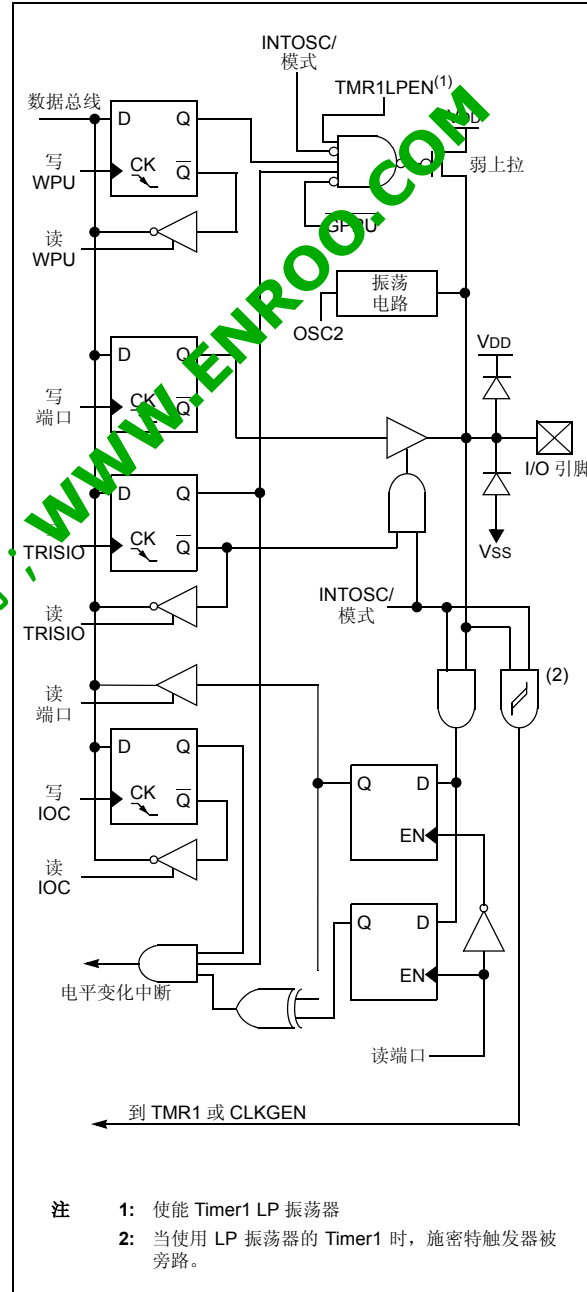 INTOSC/
模式
TMR1LPEN(1)
数据总线
D Q
CK Q
写
WPU
VDD
弱上拉
GPPU
读
WPU
振荡
电路
OSC2
D Q
CK Q
写
端口
VDD
I/O 引脚
VSS
D Q
CK Q
TRISIO
INTOSC/
模式
读
TRISIO
(2)
读
端口
D Q
CK Q
写
IOC
Q D
EN
读
IOC
Q D
EN
电平变化中断
读端口
到 TMR1 或 CLKGEN
注 1: 使能 Timer1 LP 振荡器
2: 当使用 LP 振荡器的 Timer1 时，施密特触发器被
旁路。
WWW.ENROO.COM